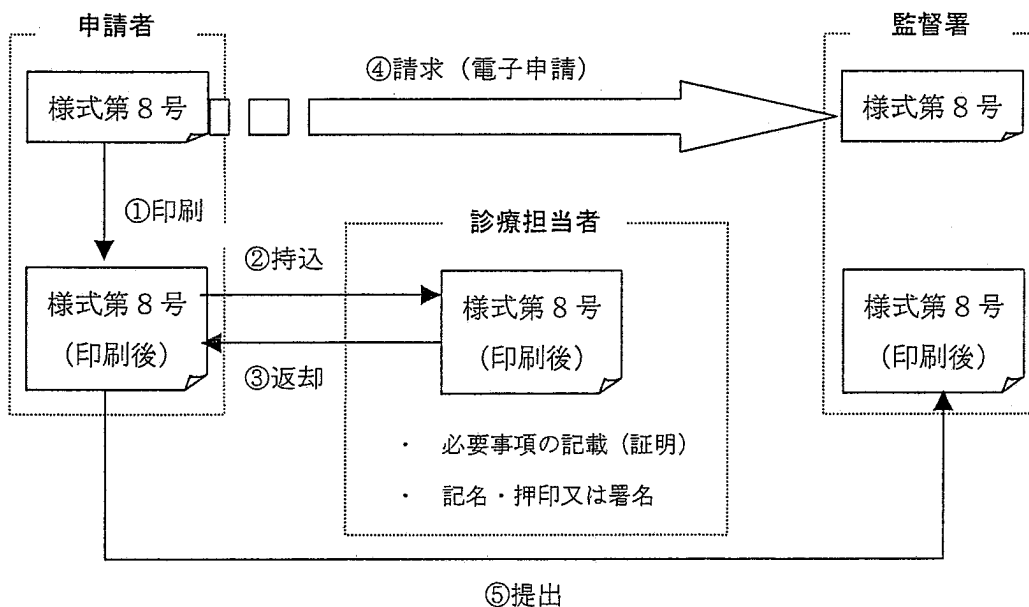 申請者
監督署
④請求（電子申請）
様式第８号
様式第８号
①印刷
診療担当者
②持込
様式第８号
（印刷後）
様式第８号
（印刷後）
様式第８号
（印刷後）
③返却
・ 必要事項の記載（証明）
・ 記名・押印又は署名
⑤提出